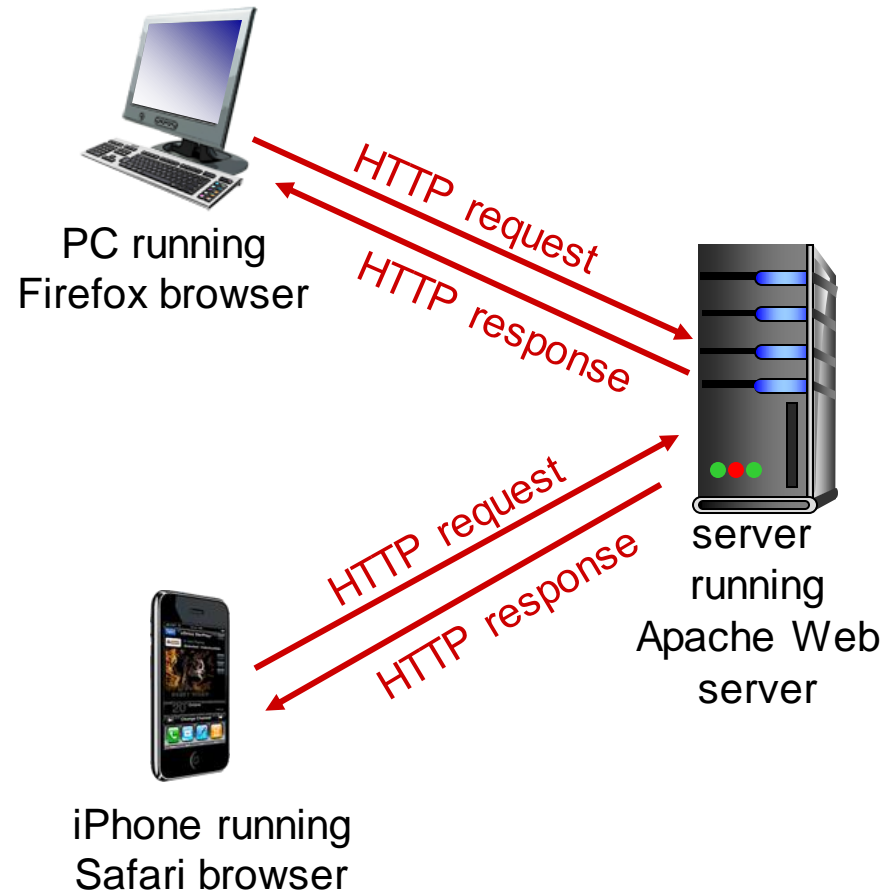 HTTP request
HTTP response
PC running
Firefox browser
HTTP request
HTTP response
server
running
Apache Web
server
iPhone running
Safari browser